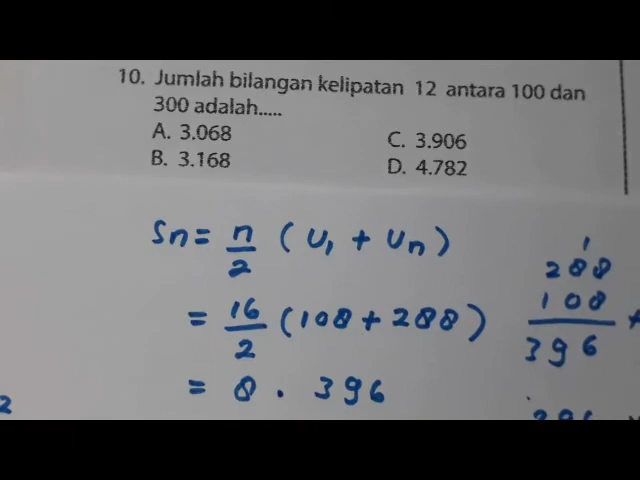 10. Jumlah bilangan kelipatan 12 antara 100 dan
300 adalah.....
A. 3.068
C. 3.906
B. 3.168
D. 4.782
Sn = n/2 ( U1 + Un )
= 16/2 ( 108 + 288 )
= 8 . 396
1
288
108
396 +
2